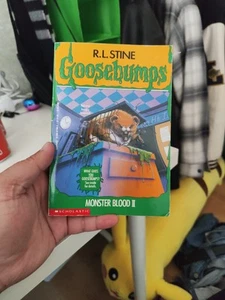 R.L. STINE
Goosebumps
MONSTER BLOOD II
SCHOLASTIC